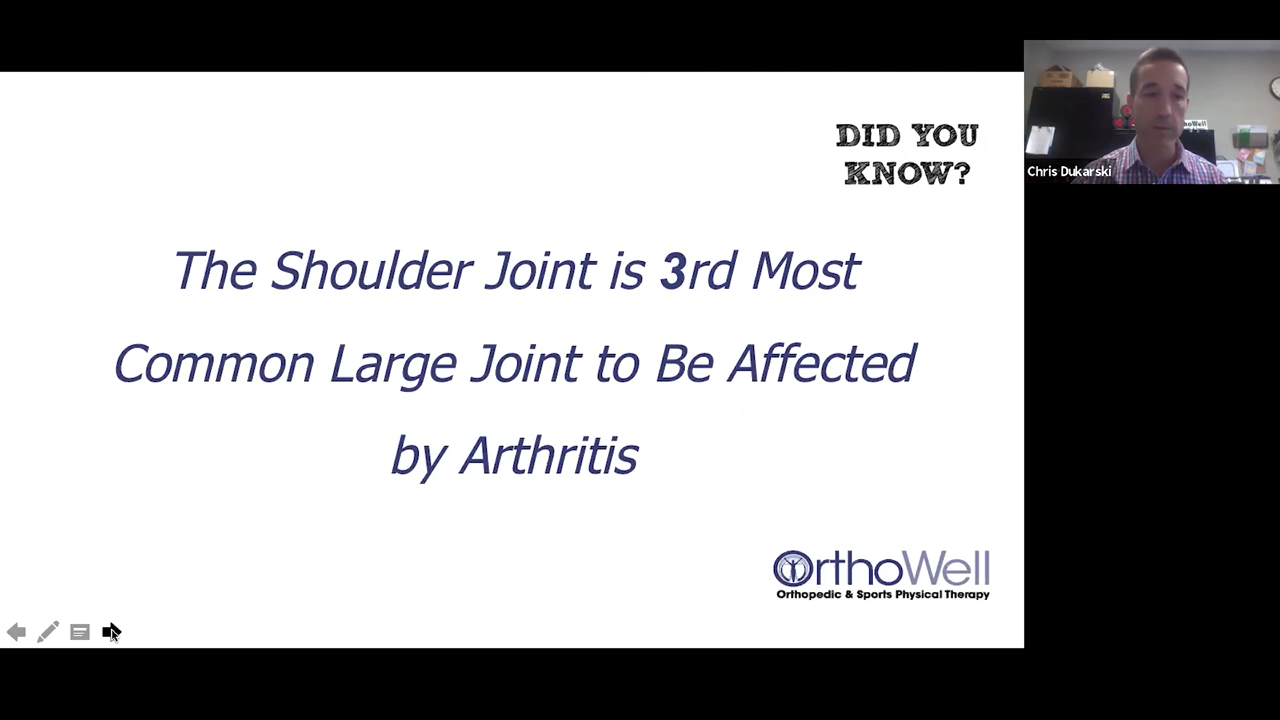 DID YOU
KNOW?
The Shoulder Joint is 3rd Most
Common Large Joint to Be Affected
by Arthritis
OrthoWell
Orthopedic & Sports Physical Therapy
Chris Dukarski